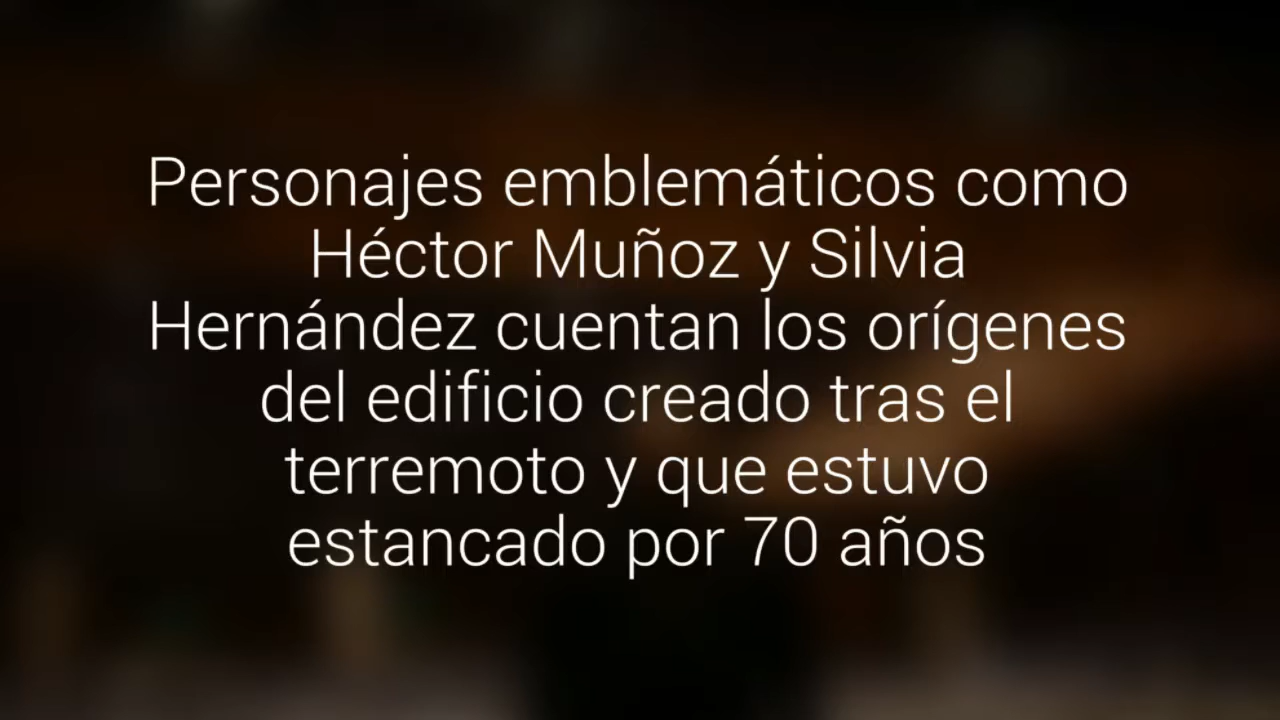 Personajes emblemáticos como
Héctor Muñoz y Silvia
Hernández cuentan los orígenes
del edificio creado tras el
terremoto y que estuvo
estancado por 70 años